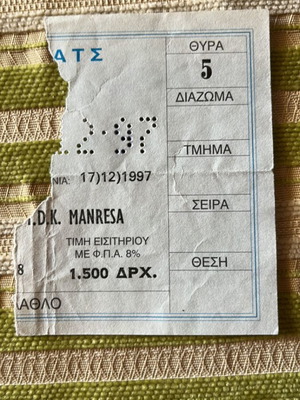 ΑΤΣ
ΘΥΡΑ
5
ΔΙΑΖΩΜΑ
2-97
ΤΜΗΜΑ
ΝΙΑ: 17)12)1997
ΣΕΙΡΑ
.D.K. MANRESA
ΤΙΜΗ ΕΙΣΙΤΗΡΙΟΥ
ΜΕ Φ.Π.Α. 8%
ΘΕΣΗ
8
1.500 ΔΡΧ.
ΑΘΛΟ